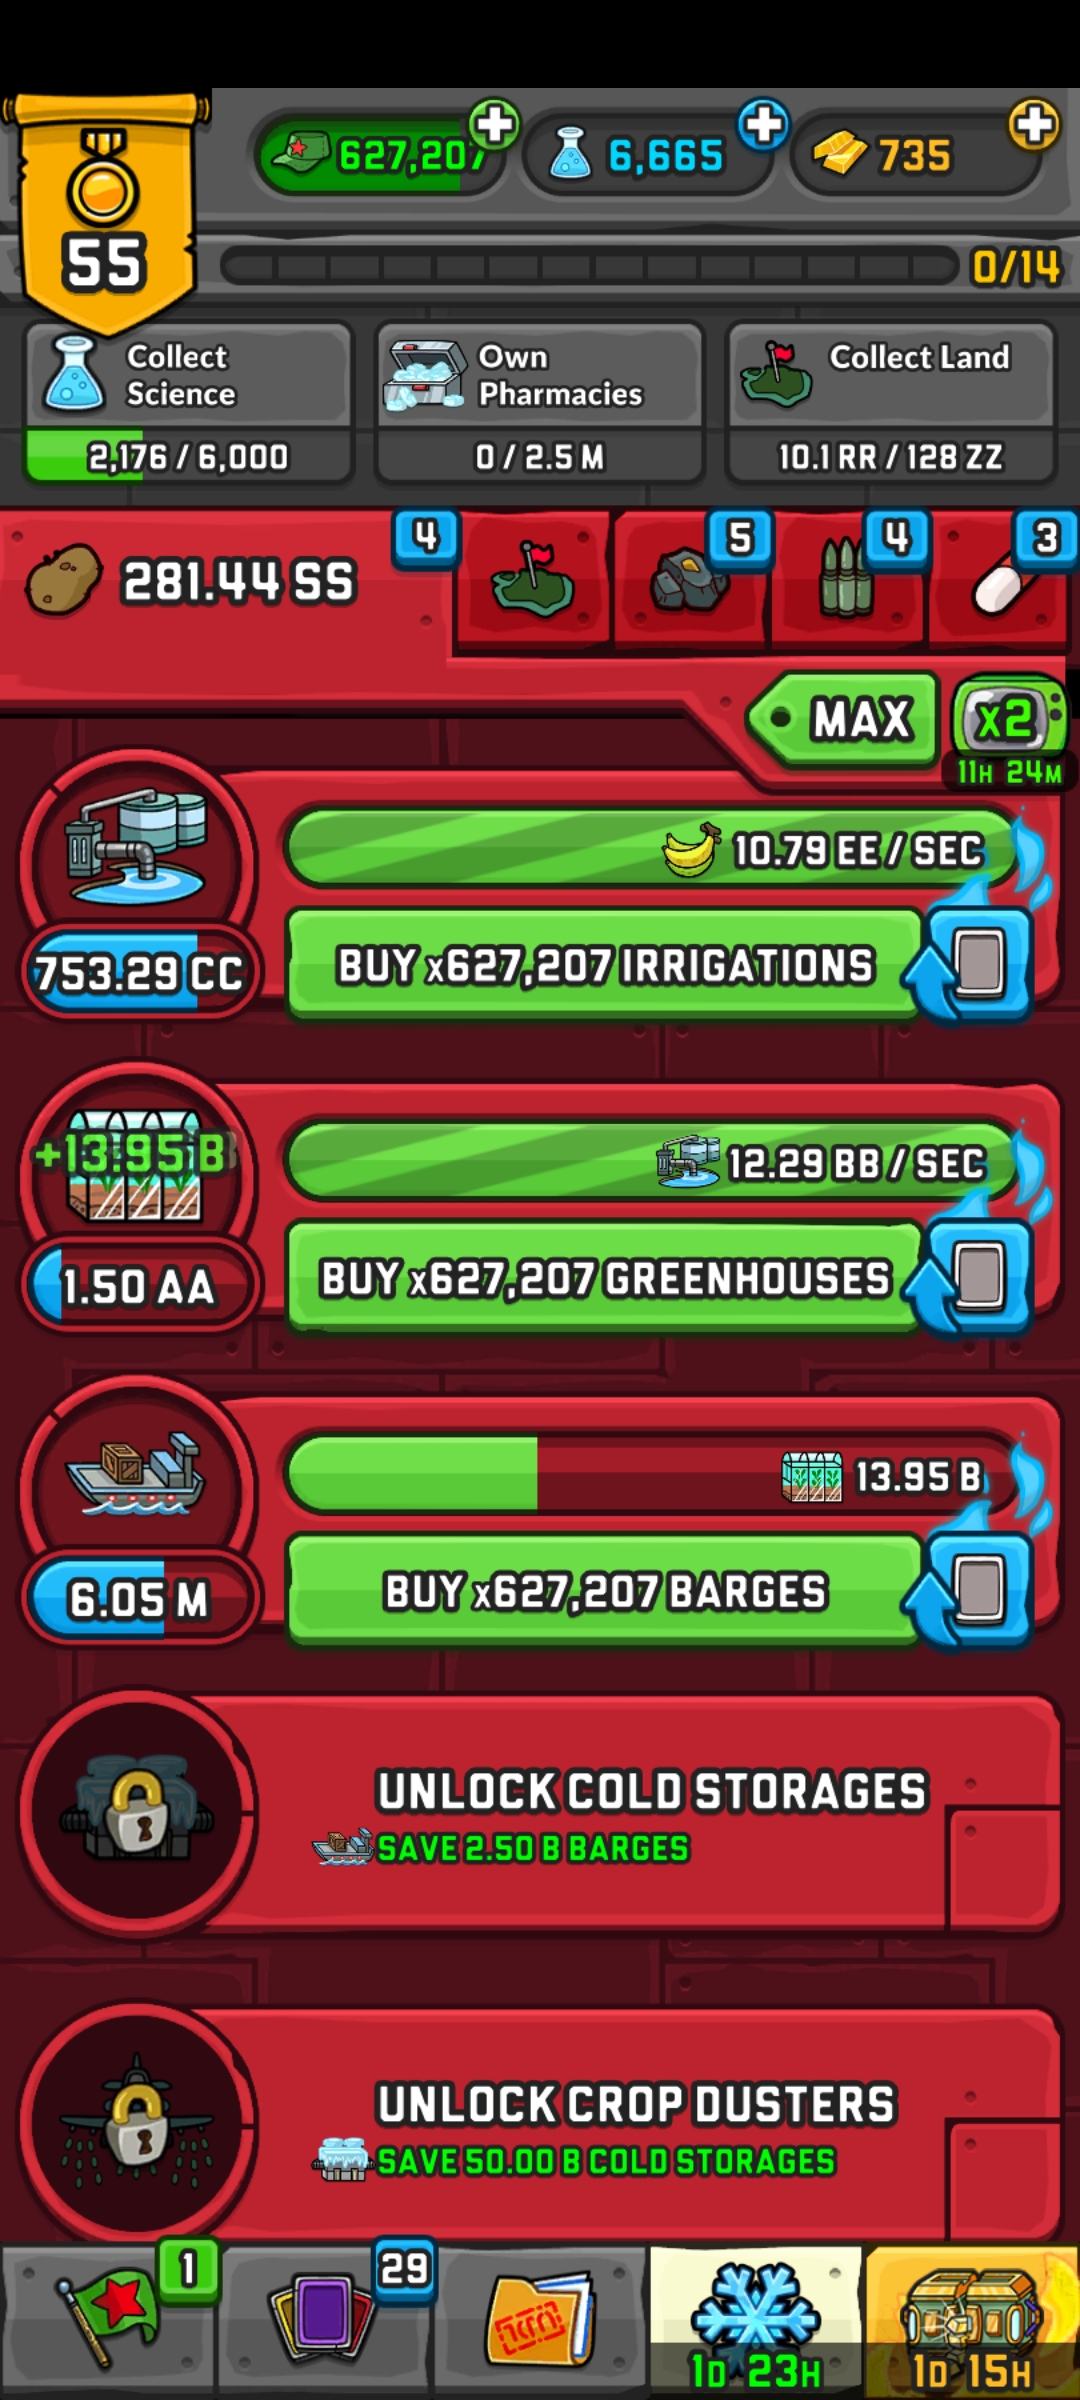 627,207
6,665
735
55
0/14
Collect
Science
2,176 / 6,000
Own
Pharmacies
0 / 2.5 M
Collect Land
10.1 RR / 128 ZZ
281.44 SS
4
5
4
3
MAX
x2
11H 24M
10.79 EE / SEC
753.29 CC
BUY x627,207 IRRIGATIONS
+13.95 B
12.29 BB / SEC
1.50 AA
BUY x627,207 GREENHOUSES
13.95 B
6.05 M
BUY x627,207 BARGES
UNLOCK COLD STORAGES
SAVE 2.50 B BARGES
UNLOCK CROP DUSTERS
SAVE 50.00 B COLD STORAGES
1
29
1D 23H
1D 15H